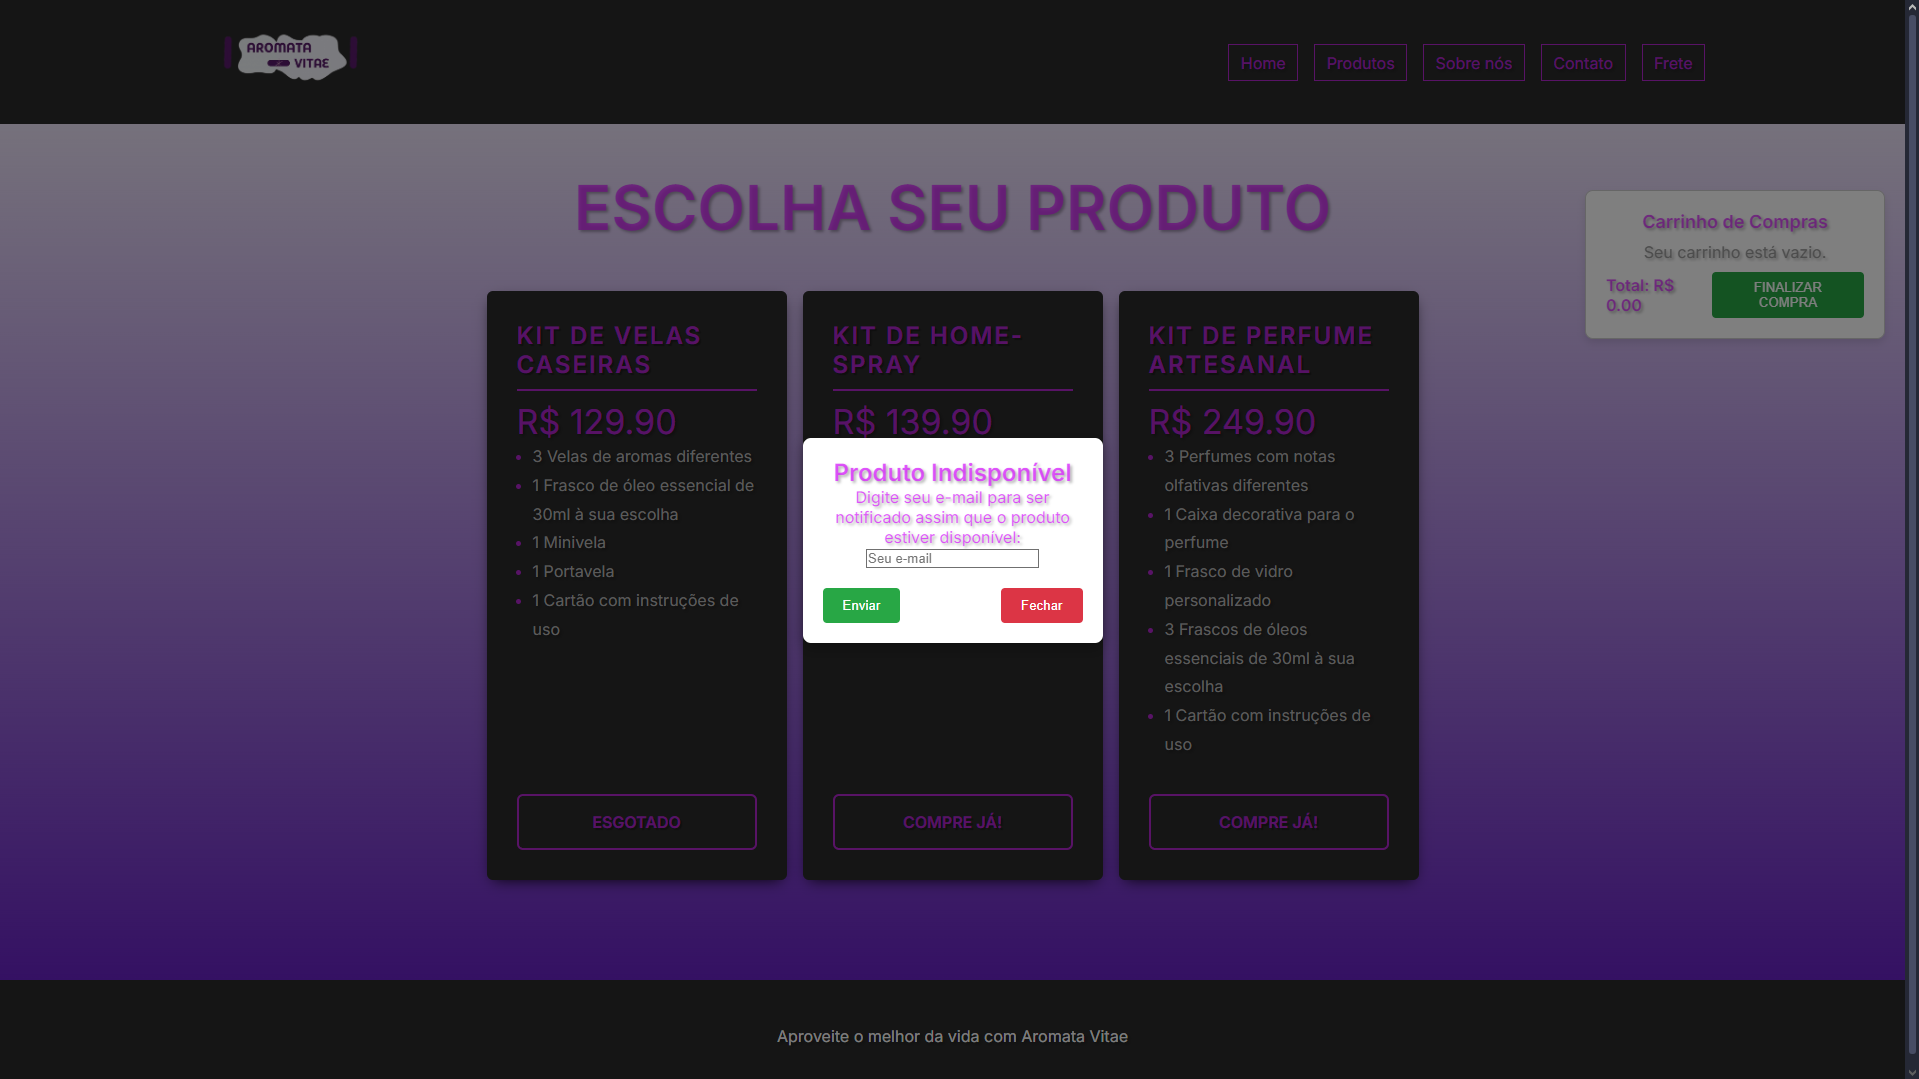 AROMATA
VITAE
Home
Produtos
Sobre nós
Contato
Frete
ESCOLHA SEU PRODUTO
Carrinho de Compras
Seu carrinho está vazio.
Total: R$
0.00
FINALIZAR
COMPRA
KIT DE VELAS
CASEIRAS
R$ 129.90
3 Velas de aromas diferentes
1 Frasco de óleo essencial de
30ml à sua escolha
1 Minivela
1 Portavela
1 Cartão com instruções de
uso
ESGOTADO
KIT DE HOME-
SPRAY
R$ 139.90
COMPRE JÁ!
KIT DE PERFUME
ARTESANAL
R$ 249.90
3 Perfumes com notas
olfativas diferentes
1 Caixa decorativa para o
perfume
1 Frasco de vidro
personalizado
3 Frascos de óleos
essenciais de 30ml à sua
escolha
1 Cartão com instruções de
uso
COMPRE JÁ!
Produto Indisponível
Digite seu e-mail para ser
notificado assim que o produto
estiver disponível:
Seu e-mail
Enviar
Fechar
Aproveite o melhor da vida com Aromata Vitae